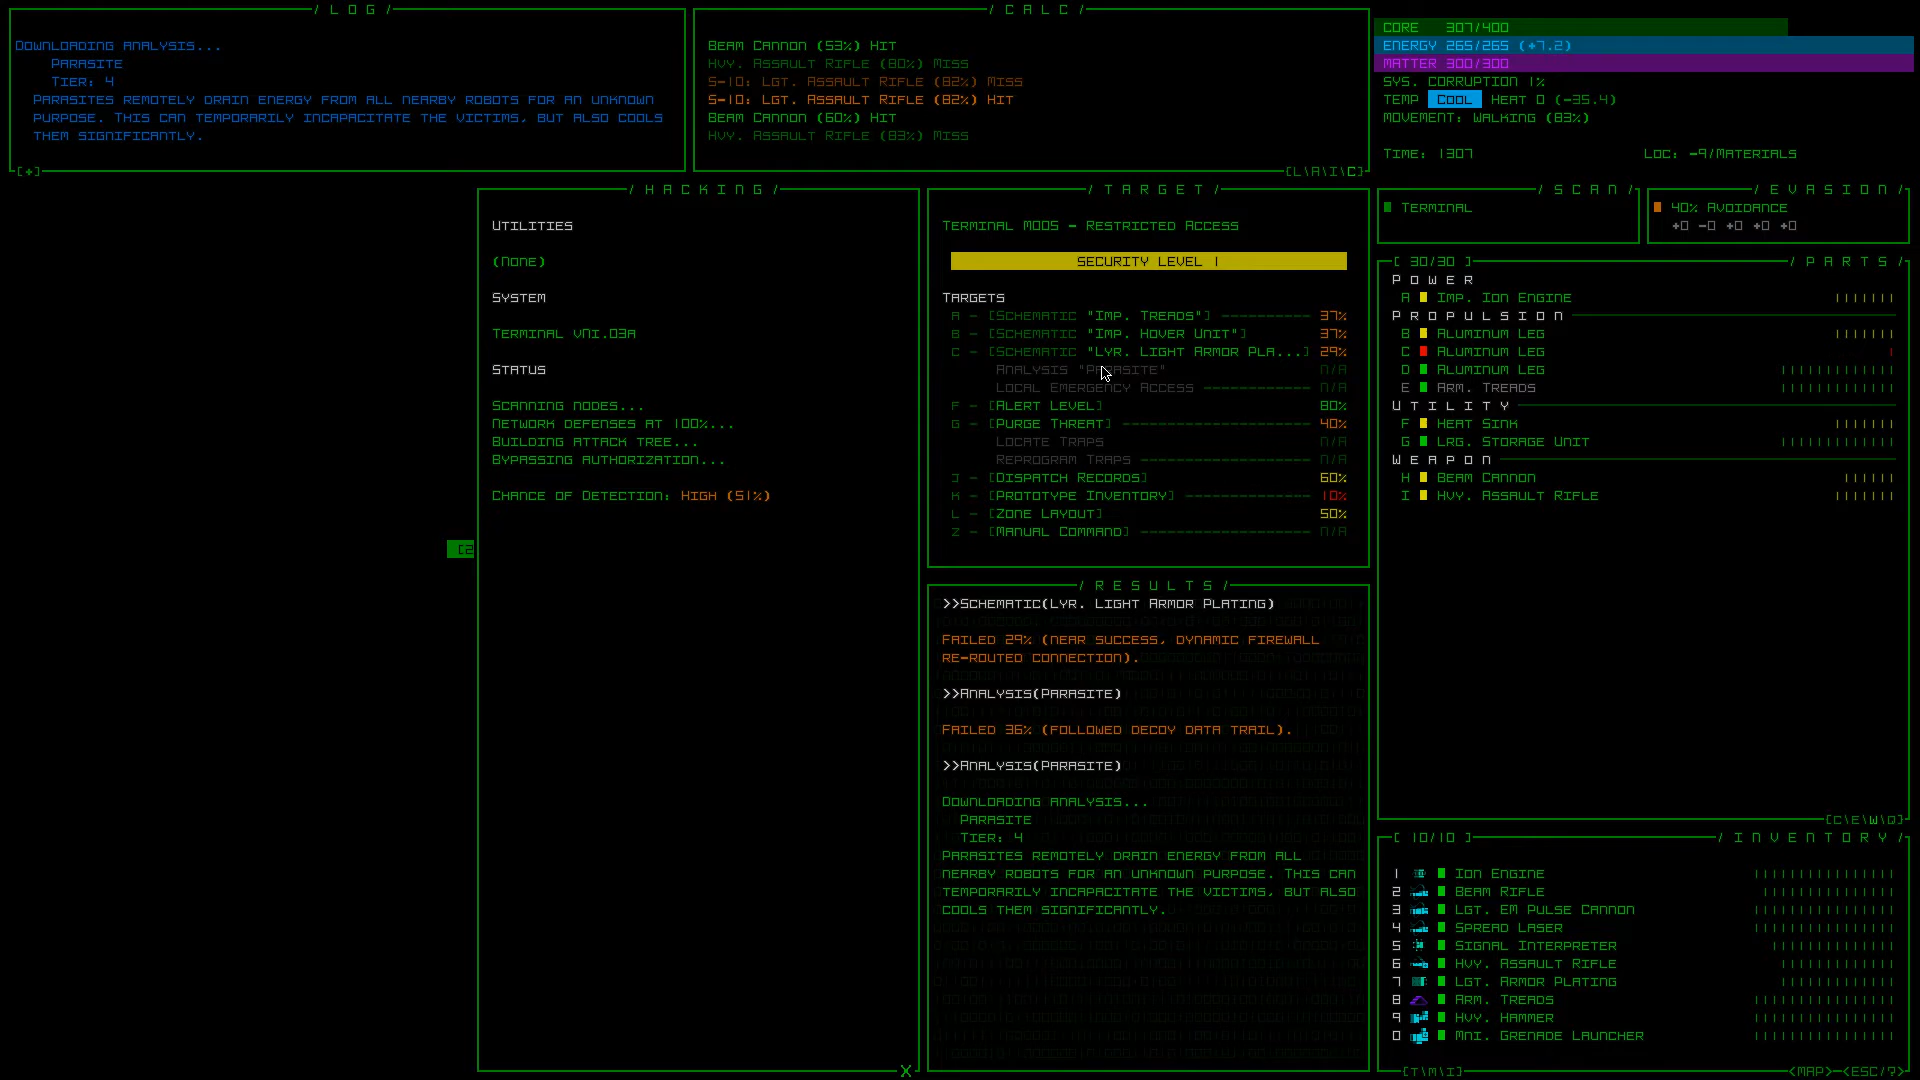 / L O G /
DOWNLOADING ANALYSIS...
PARASITE
TIER: 4
PARASITES REMOTELY DRAIN ENERGY FROM ALL NEARBY ROBOTS FOR AN UNKNOWN
PURPOSE. THIS CAN TEMPORARILY INCAPACITATE THE VICTIMS, BUT ALSO COOLS
THEM SIGNIFICANTLY.
[+]
/ C A L C /
BEAM CANNON (53%) HIT
HVY. ASSAULT RIFLE (80%) MISS
S-10: LGT. ASSAULT RIFLE (82%) MISS
S-10: LGT. ASSAULT RIFLE (82%) HIT
BEAM CANNON (60%) HIT
HVY. ASSAULT RIFLE (83%) MISS
[L\A\I\C]
CORE 307/400
ENERGY 265/265 (+7.2)
MATTER 300/300
SYS. CORRUPTION 1%
TEMP COOL HEAT 0 (-35.4)
MOVEMENT: WALKING (83%)
TIME: 1307 LOC: -9/MATERIALS
/ S C A N /
TERMINAL
/ E V A S I O N /
40% AVOIDANCE
+0 -0 +0 +0 +0
/ H A C K I N G /
UTILITIES
(NONE)
SYSTEM
TERMINAL VN1.03A
STATUS
SCANNING NODES...
NETWORK DEFENSES AT 100%...
BUILDING ATTACK TREE...
BYPASSING AUTHORIZATION...
CHANCE OF DETECTION: HIGH (51%)
X
/ T A R G E T /
TERMINAL M005 - RESTRICTED ACCESS
SECURITY LEVEL 1
TARGETS
A - [SCHEMATIC "IMP. TREADS"] 37%
B - [SCHEMATIC "IMP. HOVER UNIT"] 37%
C - [SCHEMATIC "LYR. LIGHT ARMOR PLA...] 29%
ANALYSIS "PARASITE" N/A
LOCAL EMERGENCY ACCESS N/A
F - [ALERT LEVEL] 80%
G - [PURGE THREAT] 40%
LOCATE TRAPS N/A
REPROGRAM TRAPS N/A
J - [DISPATCH RECORDS] 60%
K - [PROTOTYPE INVENTORY] 10%
L - [ZONE LAYOUT] 50%
Z - [MANUAL COMMAND] N/A
/ R E S U L T S /
>>SCHEMATIC(LYR. LIGHT ARMOR PLATING)
FAILED 29% (NEAR SUCCESS, DYNAMIC FIREWALL
RE-ROUTED CONNECTION).
>>ANALYSIS(PARASITE)
FAILED 36% (FOLLOWED DECOY DATA TRAIL).
>>ANALYSIS(PARASITE)
DOWNLOADING ANALYSIS...
PARASITE
TIER: 4
PARASITES REMOTELY DRAIN ENERGY FROM ALL
NEARBY ROBOTS FOR AN UNKNOWN PURPOSE. THIS CAN
TEMPORARILY INCAPACITATE THE VICTIMS, BUT ALSO
COOLS THEM SIGNIFICANTLY.
[ 30/30 ] / P A R T S /
P O W E R
A IMP. ION ENGINE
P R O P U L S I O N
B ALUMINUM LEG
C ALUMINUM LEG
D ALUMINUM LEG
E ARM. TREADS
U T I L I T Y
F HEAT SINK
G LRG. STORAGE UNIT
W E A P O N
H BEAM CANNON
I HVY. ASSAULT RIFLE
[C\E\W\Q]
[ 10/10 ] / I N V E N T O R Y /
1 ION ENGINE
2 BEAM RIFLE
3 LGT. EM PULSE CANNON
4 SPREAD LASER
5 SIGNAL INTERPRETER
6 HVY. ASSAULT RIFLE
7 LGT. ARMOR PLATING
8 ARM. TREADS
9 HVY. HAMMER
0 MNI. GRENADE LAUNCHER
[T\M\I]
<MAP> <ESC/?>